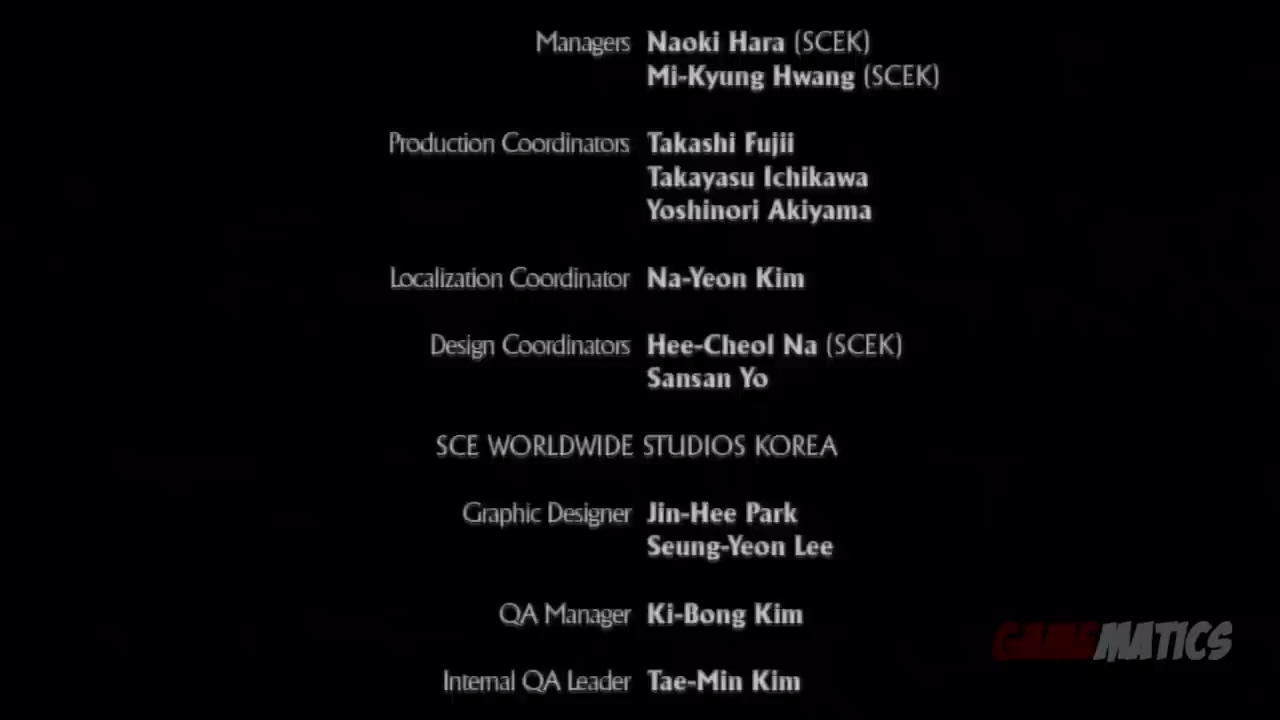 Managers Naoki Hara (SCEK)
Mi-Kyung Hwang (SCEK)
Production Coordinators Takashi Fujii
Takayasu Ichikawa
Yoshinori Akiyama
Localization Coordinator Na-Yeon Kim
Design Coordinators Hee-Cheol Na (SCEK)
Sansan Yo
SCE WORLDWIDE STUDIOS KOREA
Graphic Designer Jin-Hee Park
Seung-Yeon Lee
QA Manager Ki-Bong Kim
GAMEMATICS
Internal QA Leader Tae-Min Kim